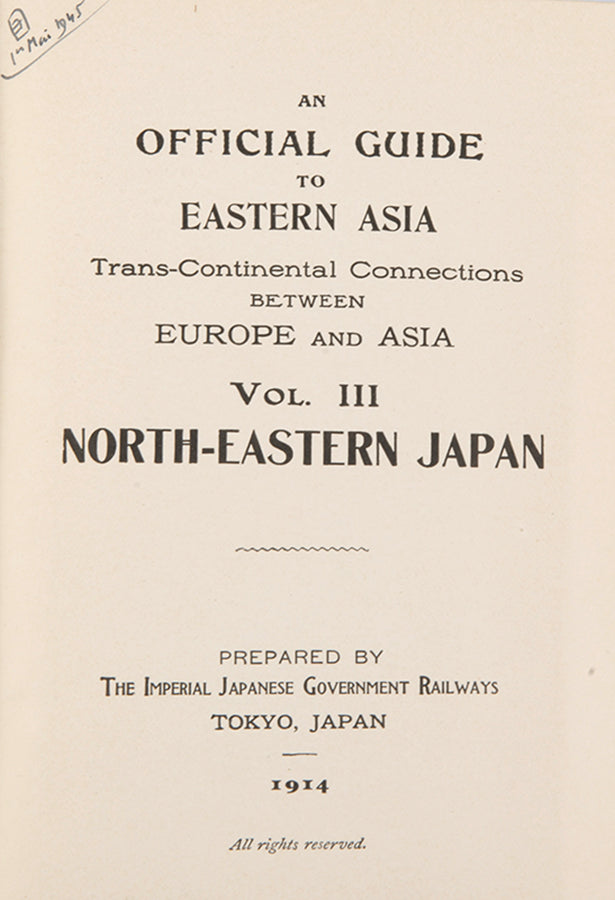 1er Mai 1945
AN
OFFICIAL GUIDE
TO
EASTERN ASIA
Trans-Continental Connections
BETWEEN
EUROPE AND ASIA
VOL. III
NORTH-EASTERN JAPAN
PREPARED BY
THE IMPERIAL JAPANESE GOVERNMENT RAILWAYS
TOKYO, JAPAN
1914
All rights reserved.